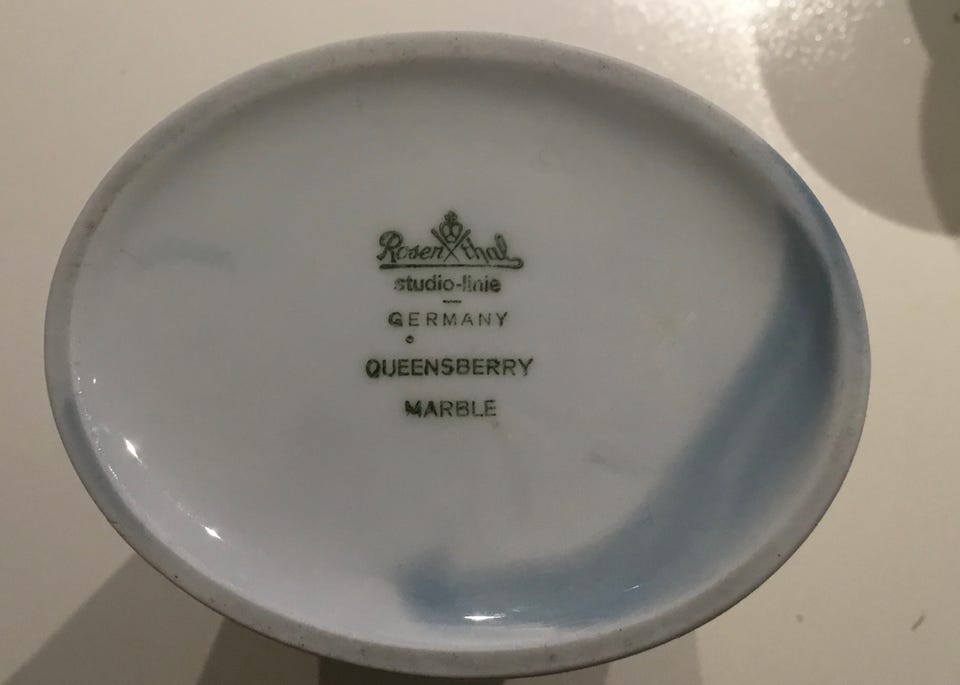 Rosenthal
studio-linie
GERMANY
QUEENSBERRY
MARBLE